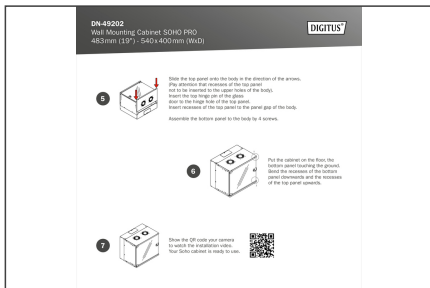 DN-49202
Wall Mounting Cabinet SOHO PRO
483 mm (19") - 540 x 400 mm (WxD)
DIGITUS®
5
Slide the top panel onto the body in the direction of the arrows.
(Pay attention that recesses of the top panel
not to be inserted to the upper holes of the body).
Insert the top hinge pin of the glass
door to the hinge hole of the top panel.
Insert recesses of the top panel to the panel gap of the body.
Assemble the bottom panel to the body by 4 screws.
6
Put the cabinet on the floor, the
bottom panel touching the ground.
Bend the recesses of the bottom
panel downwards and the recesses
of the top panel upwards.
7
Show the QR code your camera
to watch the installation video.
Your Soho cabinet is ready to use.